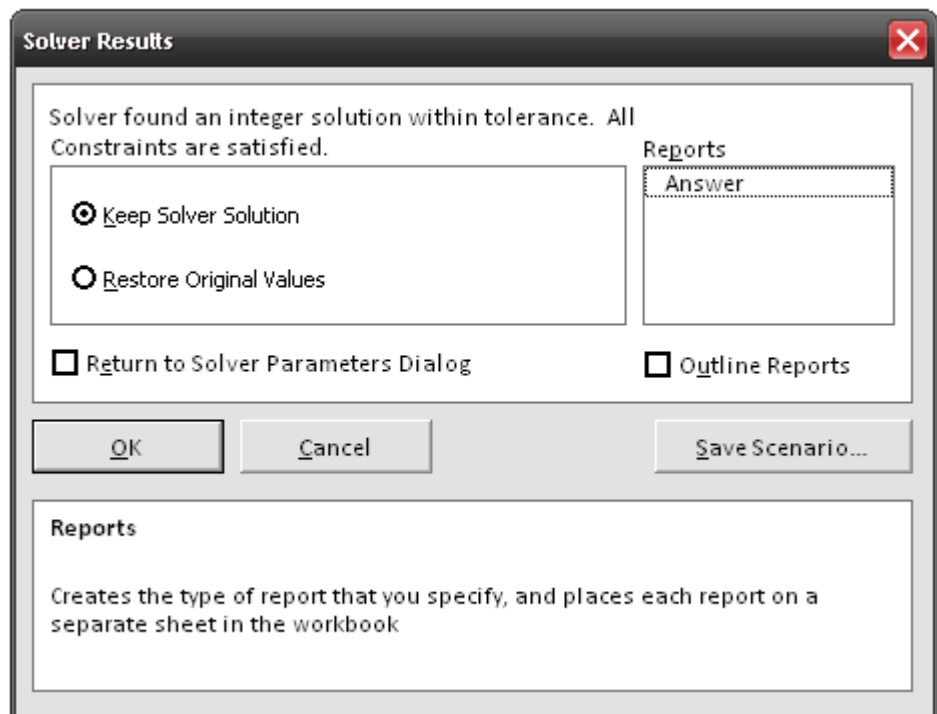 Solver Results
Solver found an integer solution within tolerance.  All
Constraints are satisfied.
Reports
Answer
Keep Solver Solution
Restore Original Values
Return to Solver Parameters Dialog
Outline Reports
OK
Cancel
Save Scenario...
Reports
Creates the type of report that you specify, and places each report on a
separate sheet in the workbook